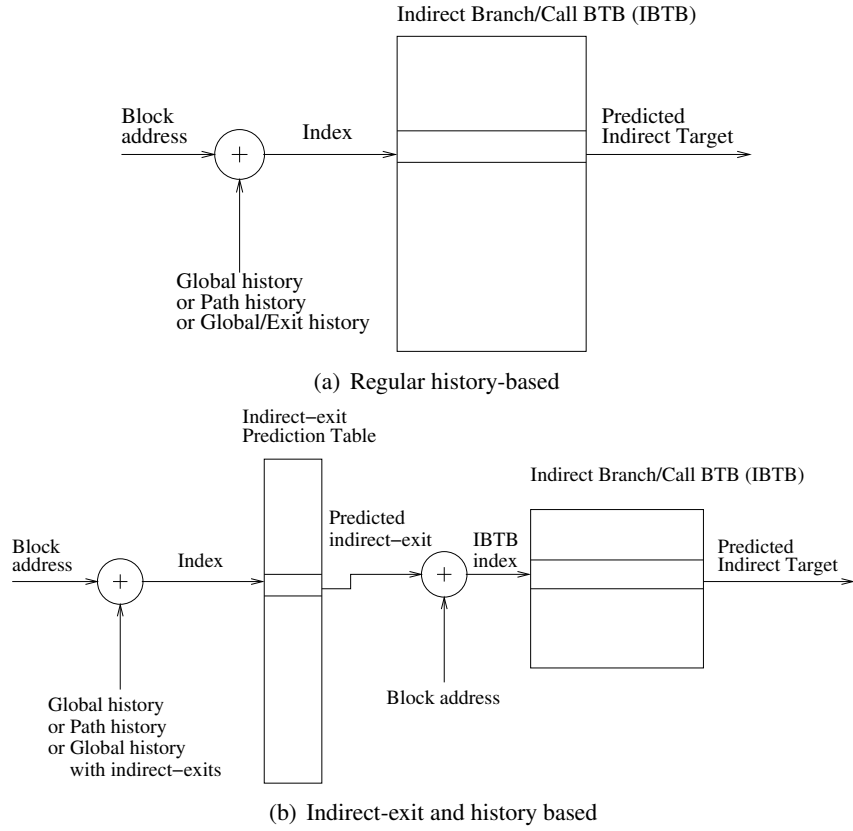 Indirect Branch/Call BTB (IBTB)
Block
address
+
Index
Predicted
Indirect Target
Global history
or Path history
or Global/Exit history
(a) Regular history-based
Indirect−exit
Prediction Table
Indirect Branch/Call BTB (IBTB)
Block
address
+
Index
Predicted
indirect−exit
+
IBTB
index
Predicted
Indirect Target
Block address
Global history
or Path history
or Global history
with indirect−exits
(b) Indirect-exit and history based